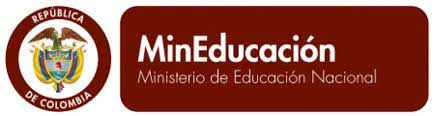 REPÚBLICA
DE COLOMBIA
MinEducación
Ministerio de Educación Nacional